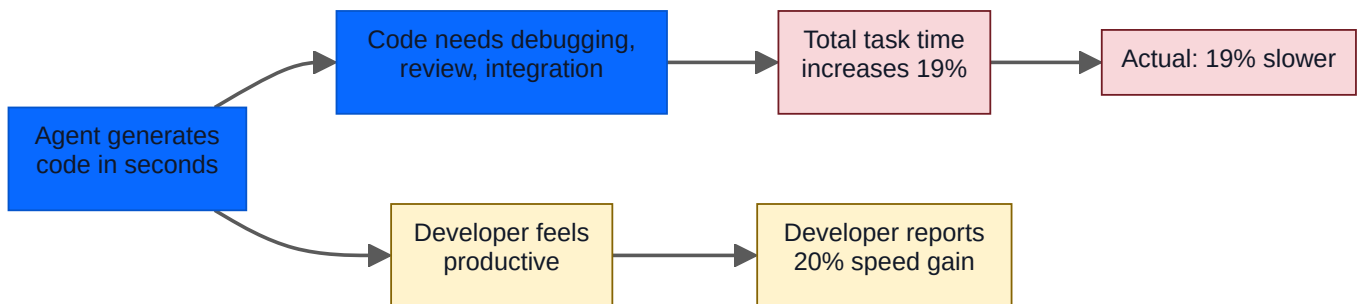 Agent generates
code in seconds
Code needs debugging,
review, integration
Total task time
increases 19%
Actual: 19% slower
Developer feels
productive
Developer reports
20% speed gain